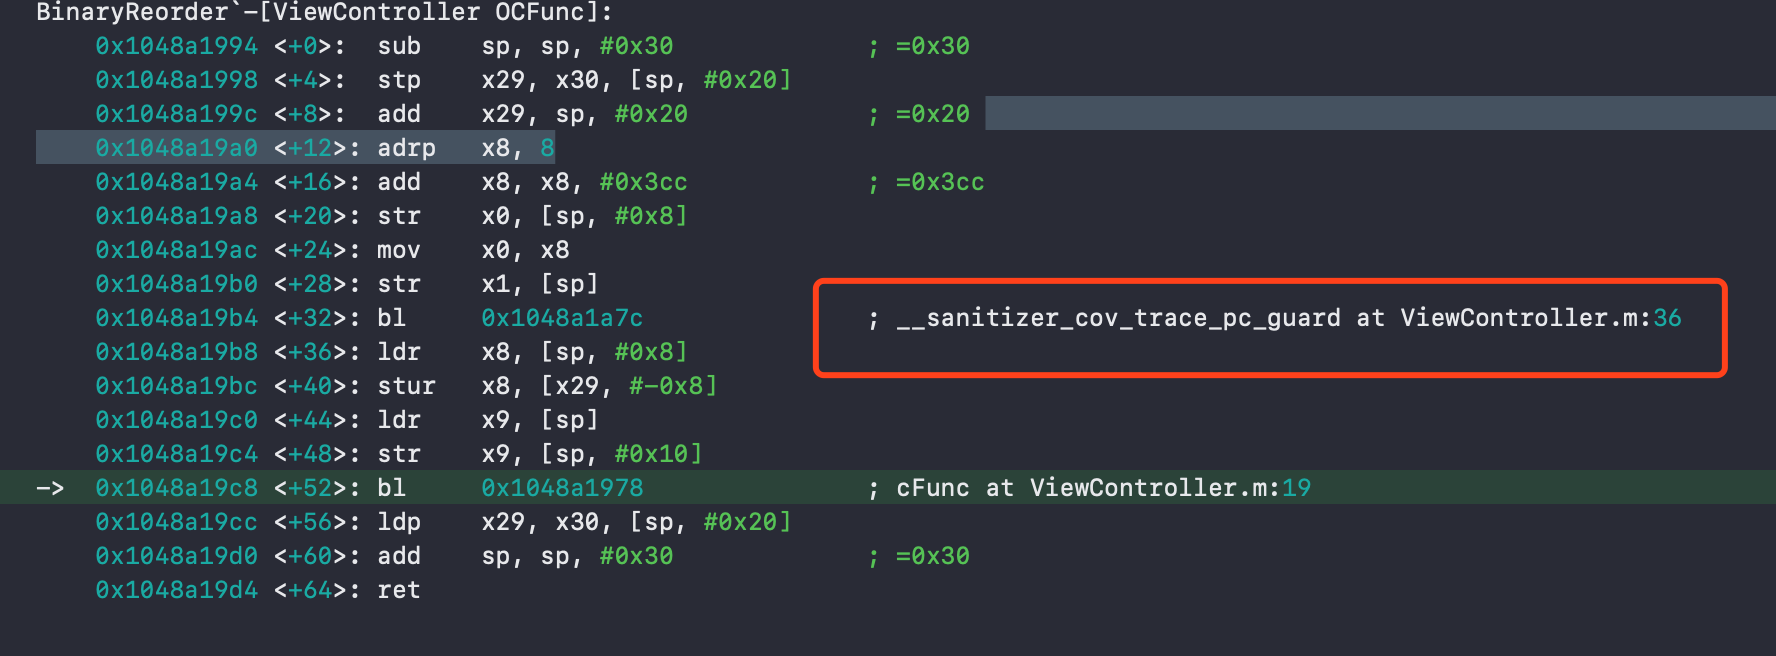 BinaryReorder`-[ViewController OCFunc]:
0x1048a1994 <+0>: sub sp, sp, #0x30 ; =0x30
0x1048a1998 <+4>: stp x29, x30, [sp, #0x20]
0x1048a199c <+8>: add x29, sp, #0x20 ; =0x20
0x1048a19a0 <+12>: adrp x8, 8
0x1048a19a4 <+16>: add x8, x8, #0x3cc ; =0x3cc
0x1048a19a8 <+20>: str x0, [sp, #0x8]
0x1048a19ac <+24>: mov x0, x8
0x1048a19b0 <+28>: str x1, [sp]
0x1048a19b4 <+32>: bl 0x1048a1a7c ; __sanitizer_cov_trace_pc_guard at ViewController.m:36
0x1048a19b8 <+36>: ldr x8, [sp, #0x8]
0x1048a19bc <+40>: stur x8, [x29, #-0x8]
0x1048a19c0 <+44>: ldr x9, [sp]
0x1048a19c4 <+48>: str x9, [sp, #0x10]
-> 0x1048a19c8 <+52>: bl 0x1048a1978 ; cFunc at ViewController.m:19
0x1048a19cc <+56>: ldp x29, x30, [sp, #0x20]
0x1048a19d0 <+60>: add sp, sp, #0x30 ; =0x30
0x1048a19d4 <+64>: ret